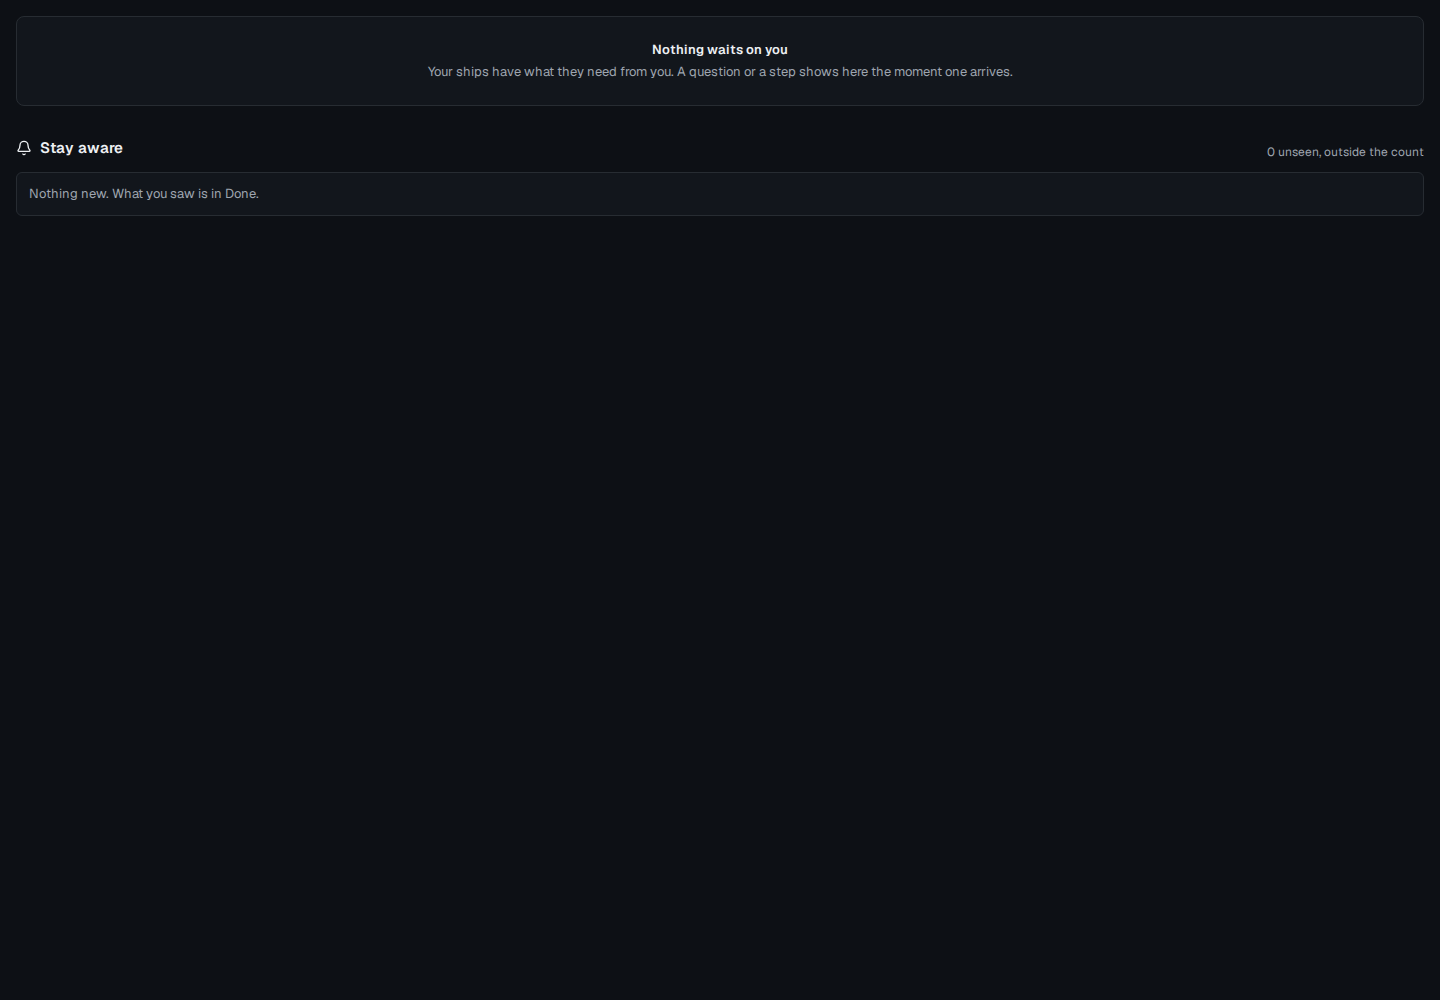 Nothing waits on you
Your ships have what they need from you. A question or a step shows here the moment one arrives.
Stay aware
0 unseen, outside the count
Nothing new. What you saw is in Done.